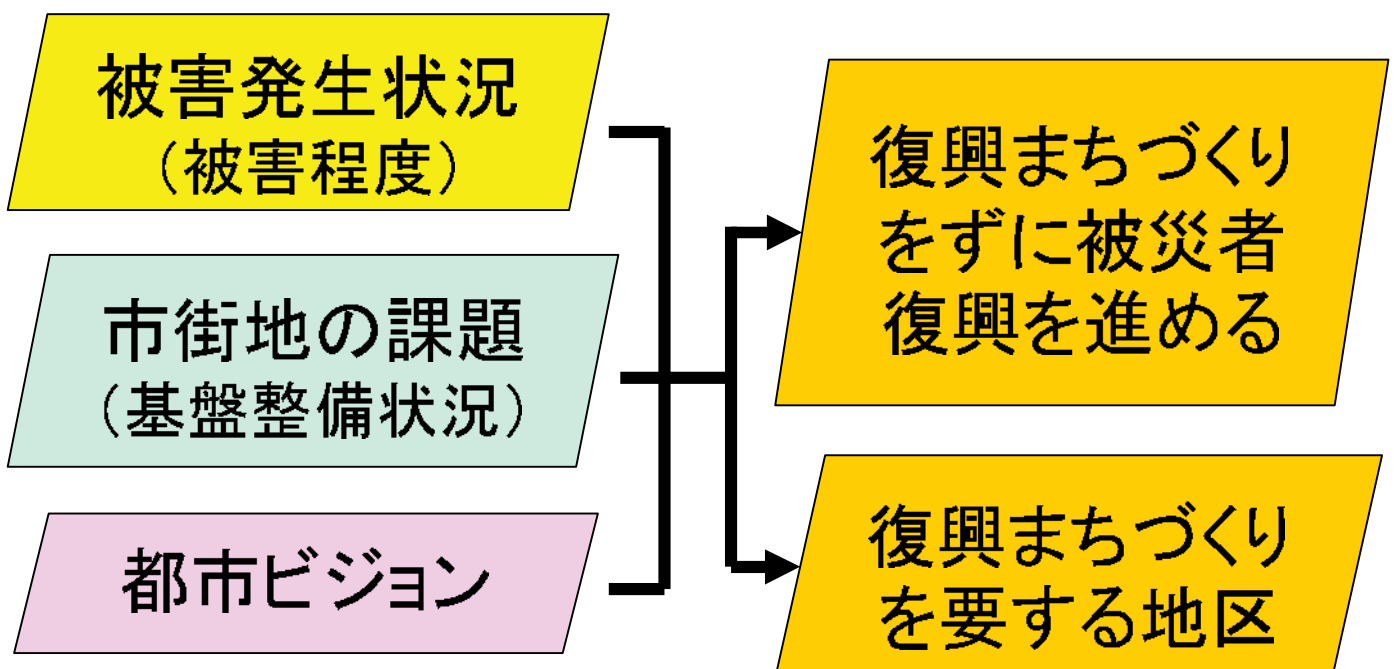 被害発生状況
（被害程度）
市街地の課題
（基盤整備状況）
都市ビジョン
復興まちづくり
をずに被災者
復興を進める
復興まちづくり
を要する地区